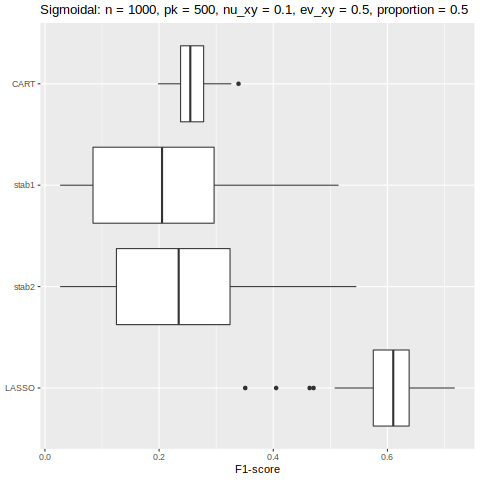 Sigmoidal: n = 1000, pk = 500, nu_xy = 0.1, ev_xy = 0.5, proportion = 0.5
CART
stab1
stab2
LASSO
0.0 0.2 0.4 0.6
F1-score